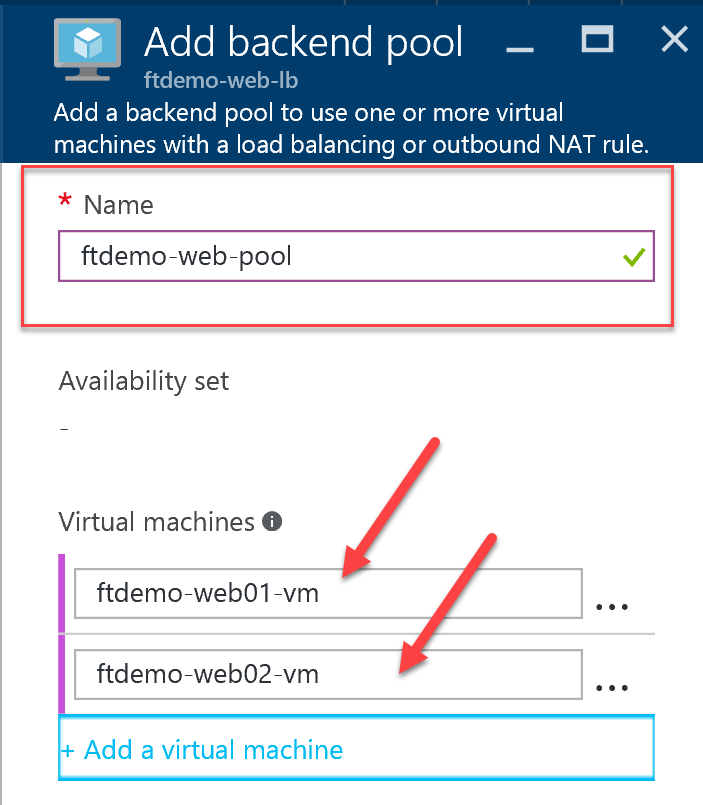 Add backend pool
ftdemo-web-lb
Add a backend pool to use one or more virtual
machines with a load balancing or outbound NAT rule.
* Name
ftdemo-web-pool
Availability set
-
Virtual machines
ftdemo-web01-vm
...
ftdemo-web02-vm
...
+ Add a virtual machine